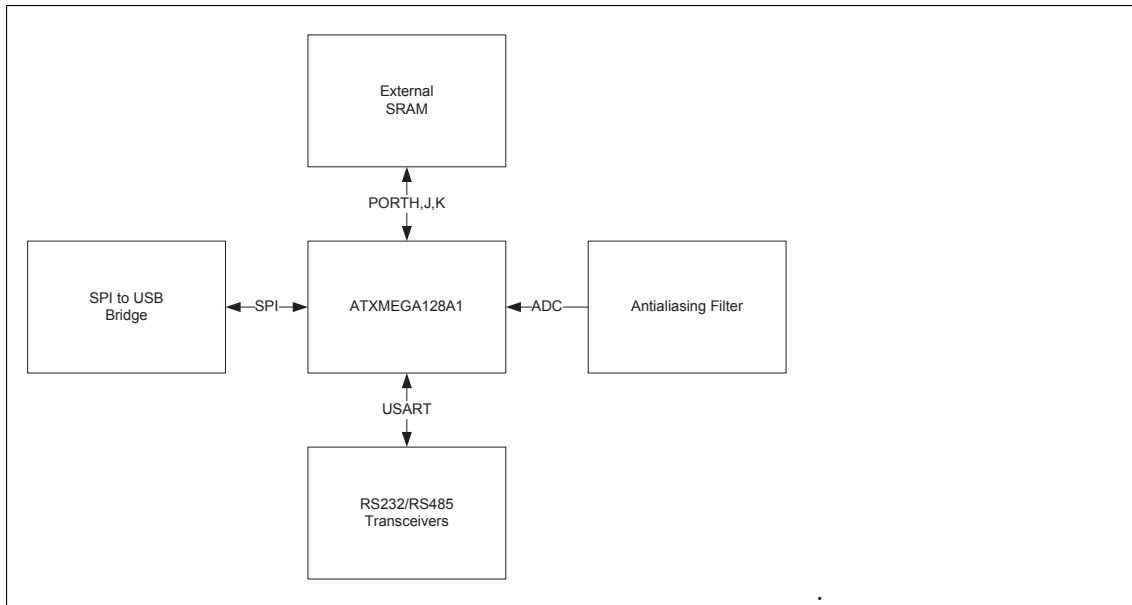 External
SRAM
PORTH,J,K
SPI to USB
Bridge
SPI
ATXMEGA128A1
ADC
Antialiasing Filter
USART
RS232/RS485
Transceivers
.